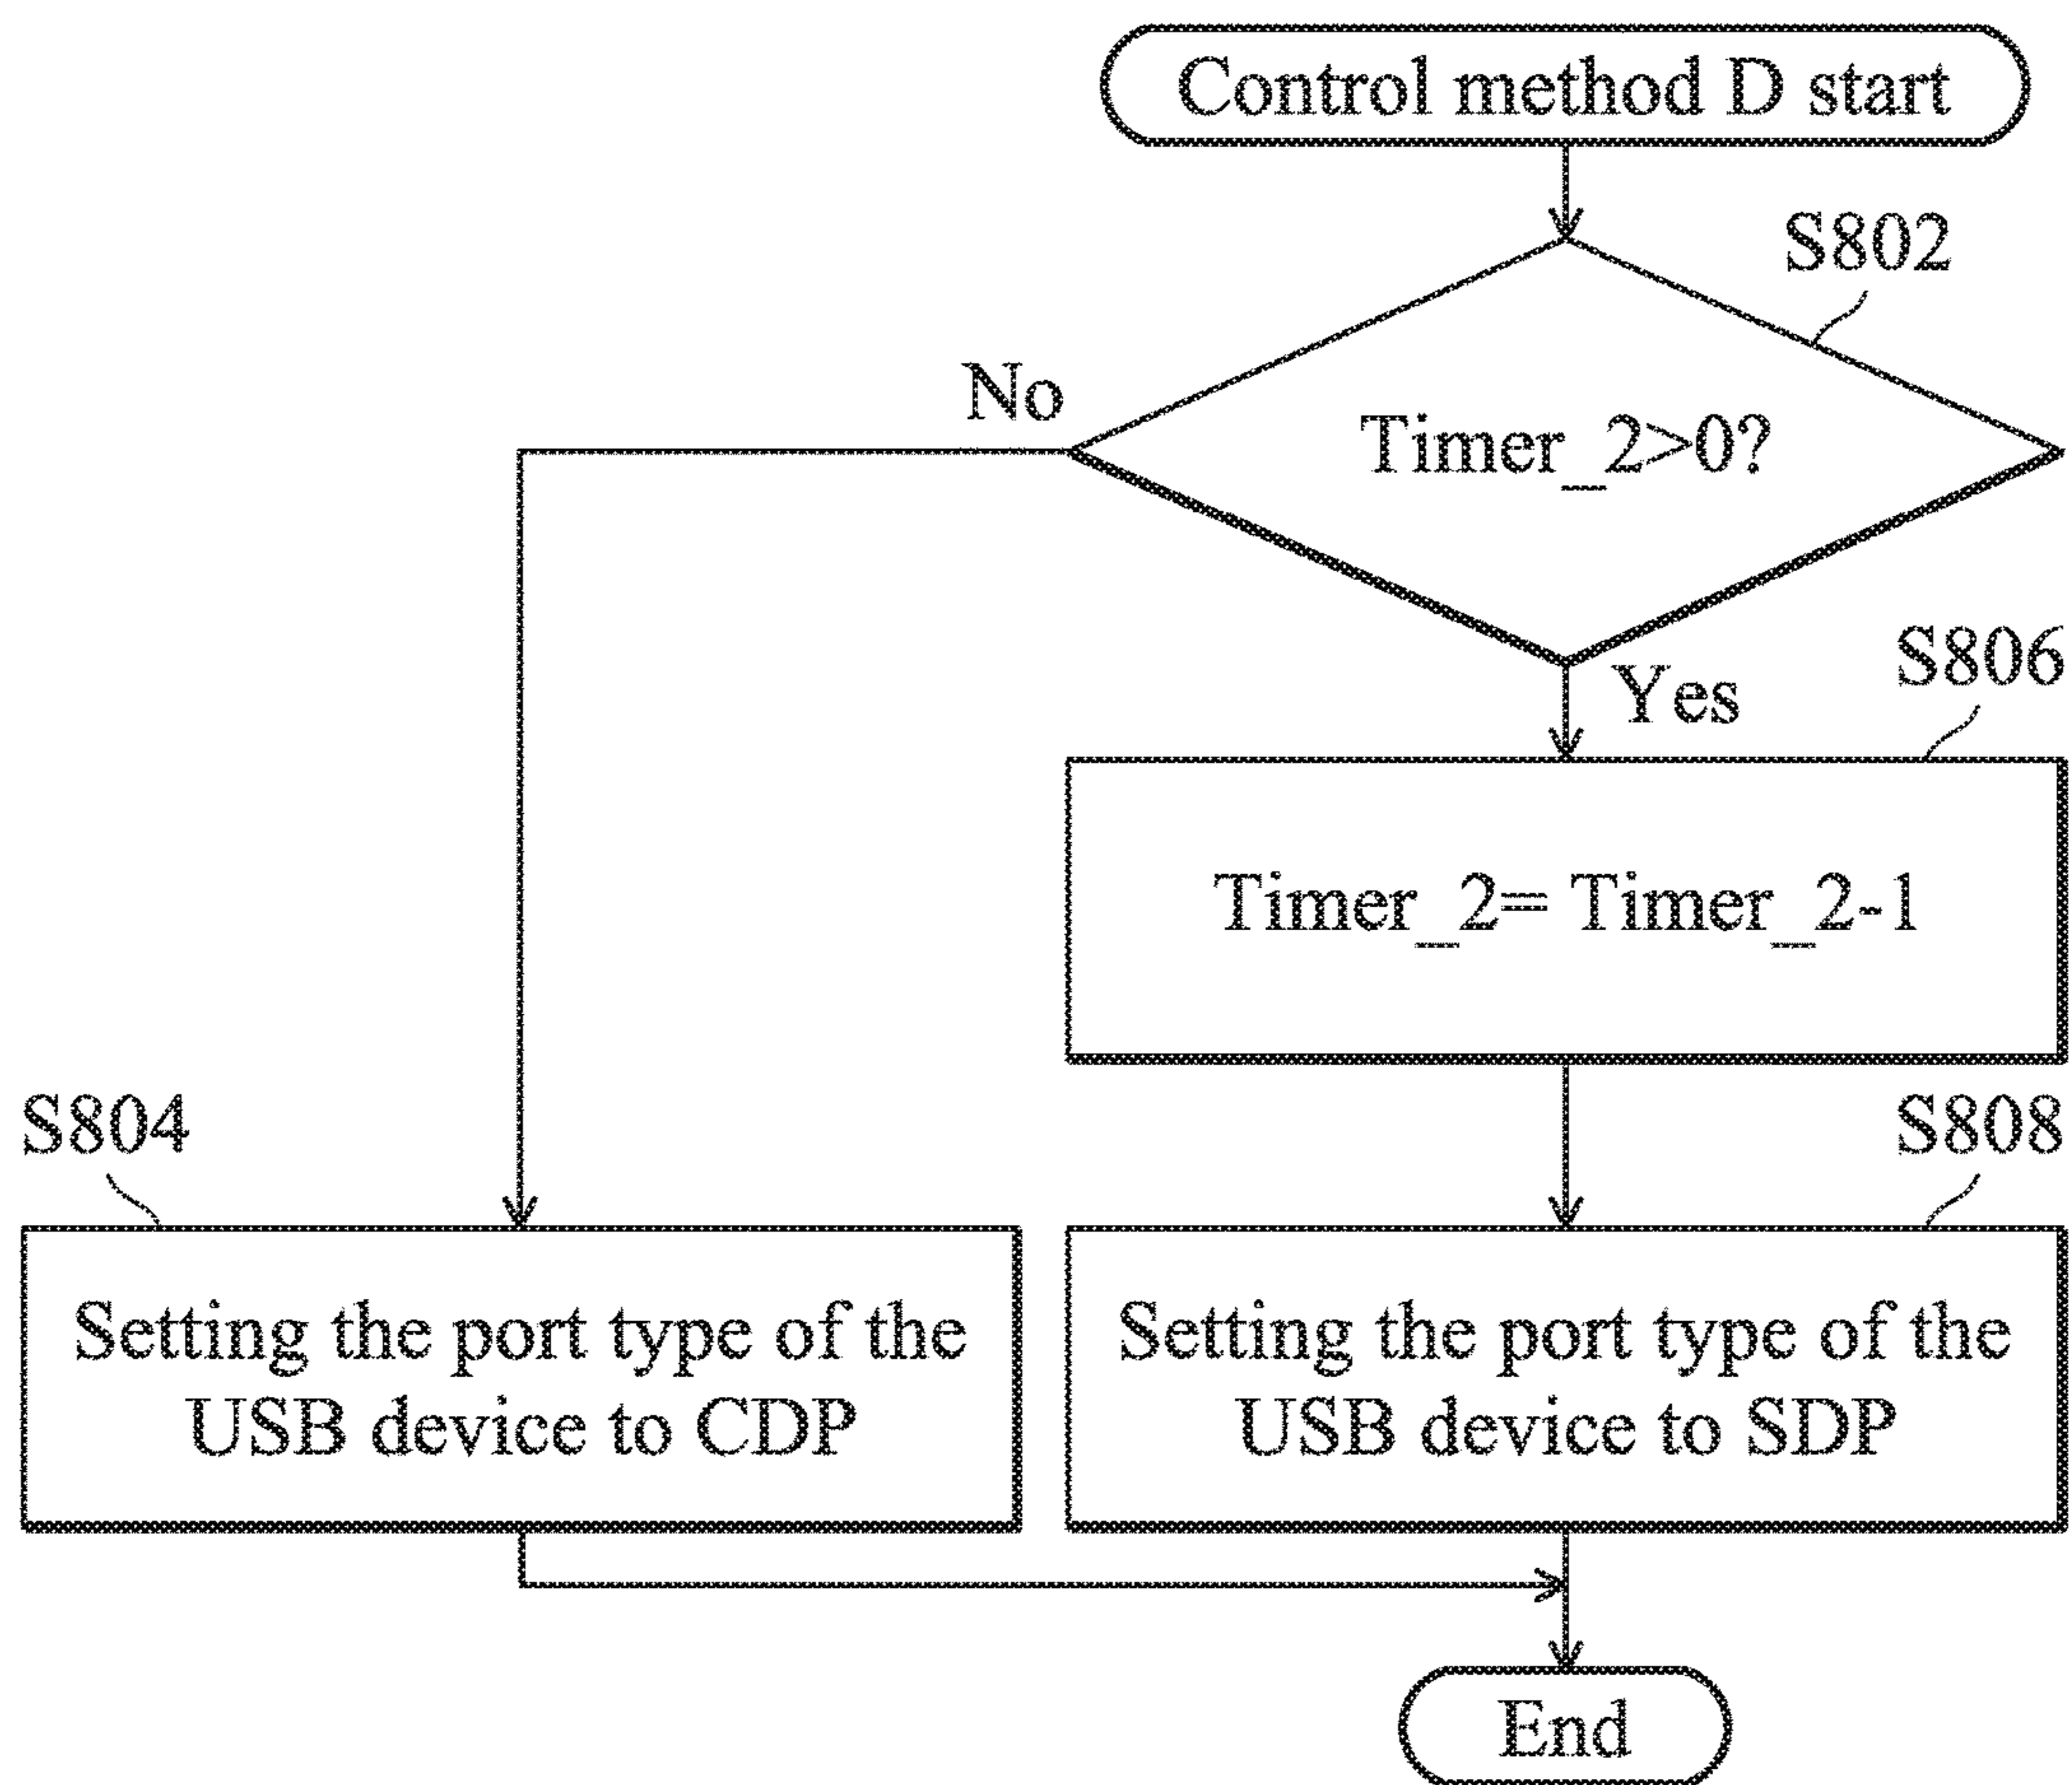 Control method D start
S802
No
Timer_2>0?
Yes
S806
Timer_2= Timer_2-1
S804
S808
Setting the port type of the
USB device to CDP
Setting the port type of the
USB device to SDP
End